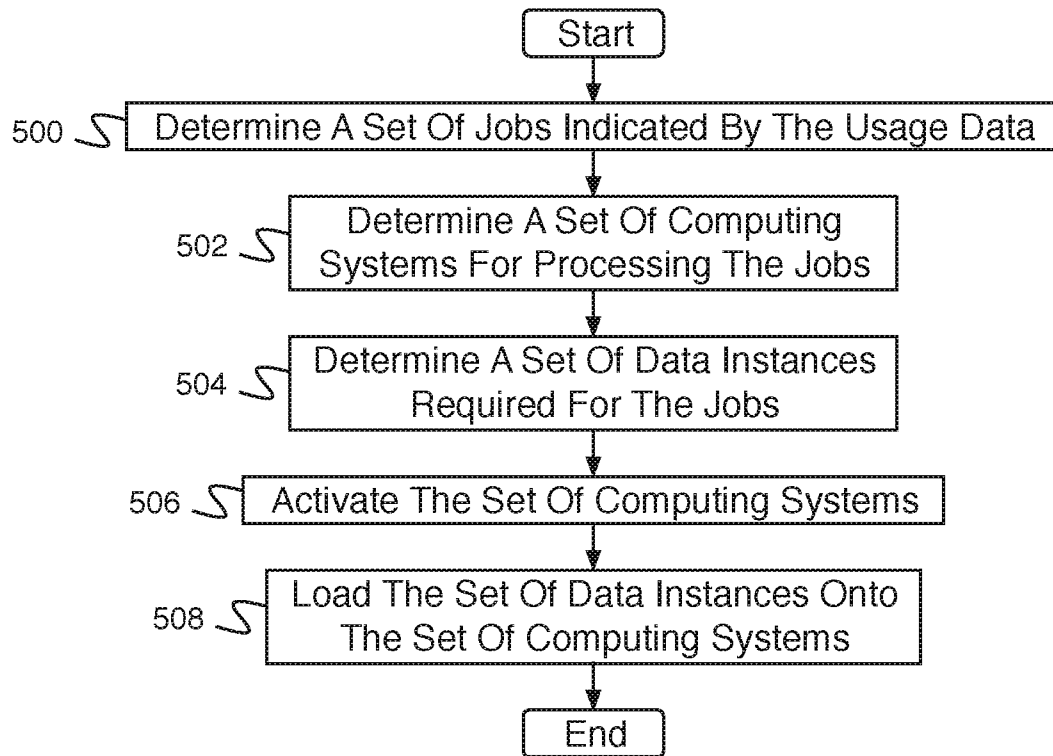 Start
500
Determine A Set Of Jobs Indicated By The Usage Data
502
Determine A Set Of Computing
Systems For Processing The Jobs
504
Determine A Set Of Data Instances
Required For The Jobs
506
Activate The Set Of Computing Systems
508
Load The Set Of Data Instances Onto
The Set Of Computing Systems
End